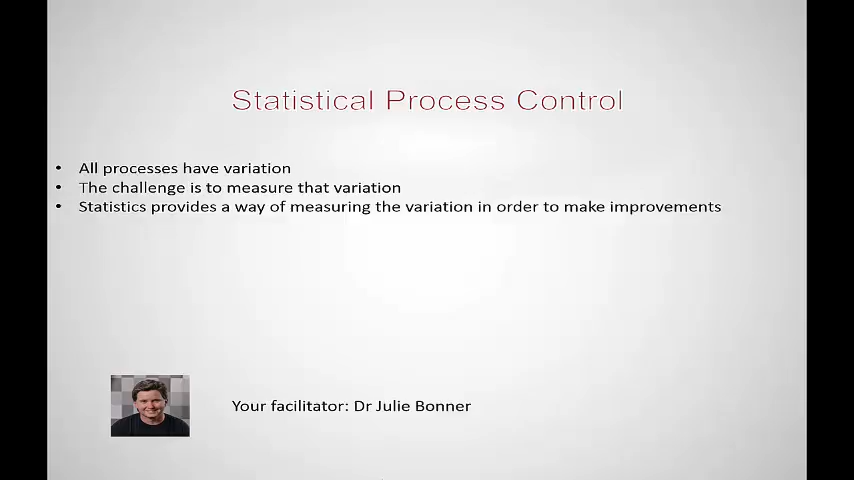 Statistical Process Control
• All processes have variation
• The challenge is to measure that variation
• Statistics provides a way of measuring the variation in order to make improvements
Your facilitator: Dr Julie Bonner